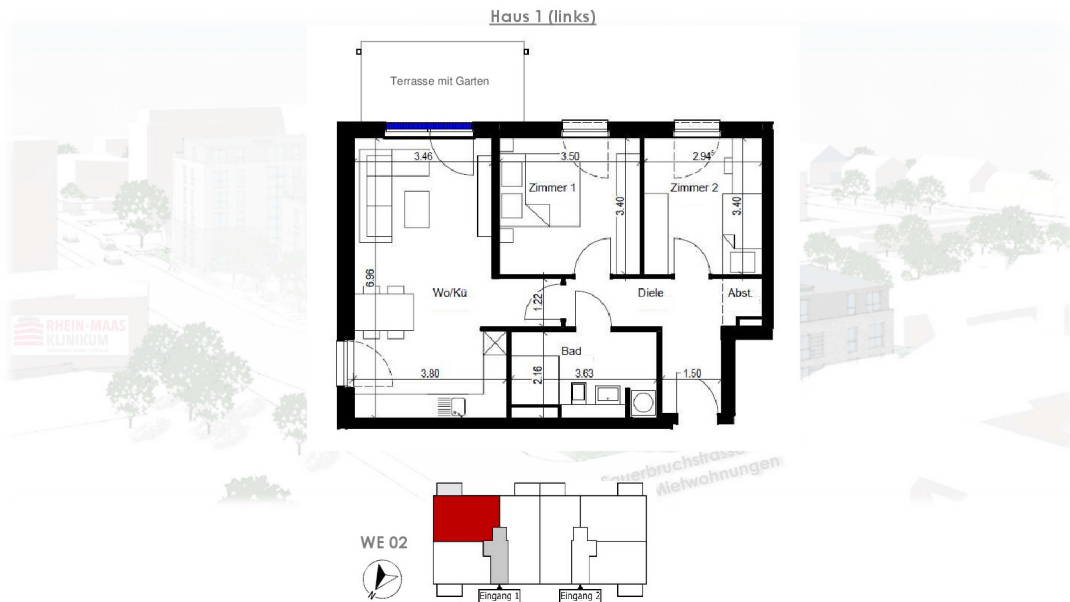 Haus 1 (links)
Terrasse mit Garten
3.46
3.50
2.94⁵
Zimmer 1
Zimmer 2
3.40
3.40
6.96
Wo/Kü
1.22
Diele
Abst.
RHEIN-MAAS
KLINIKUM
Bad
3.80
2.16
3.63
1.50
Sauerbruchstrasse
Mietwohnungen
WE 02
N
Eingang 1
Eingang 2